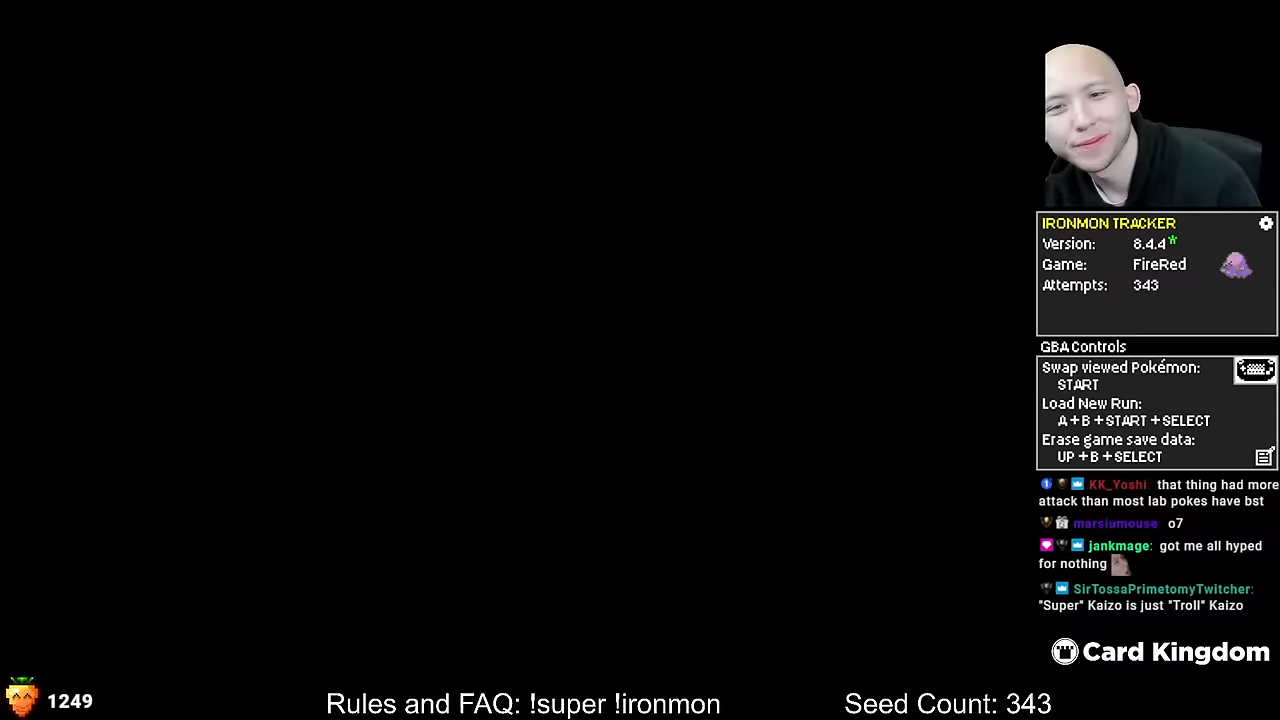 IRONMON TRACKER
Version: 8.4.4*
Game: FireRed
Attempts: 343
GBA Controls
Swap viewed Pokémon:
START
Load New Run:
A + B + START + SELECT
Erase game save data:
UP + B + SELECT
KK_Yoshi: that thing had more
attack than most lab pokes have bst
marsiumouse o7
jankmage: got me all hyped
for nothing
SirTossaPrimetomyTwitcher:
"Super" Kaizo is just "Troll" Kaizo
Card Kingdom
1249
Rules and FAQ: !super !ironmon
Seed Count: 343